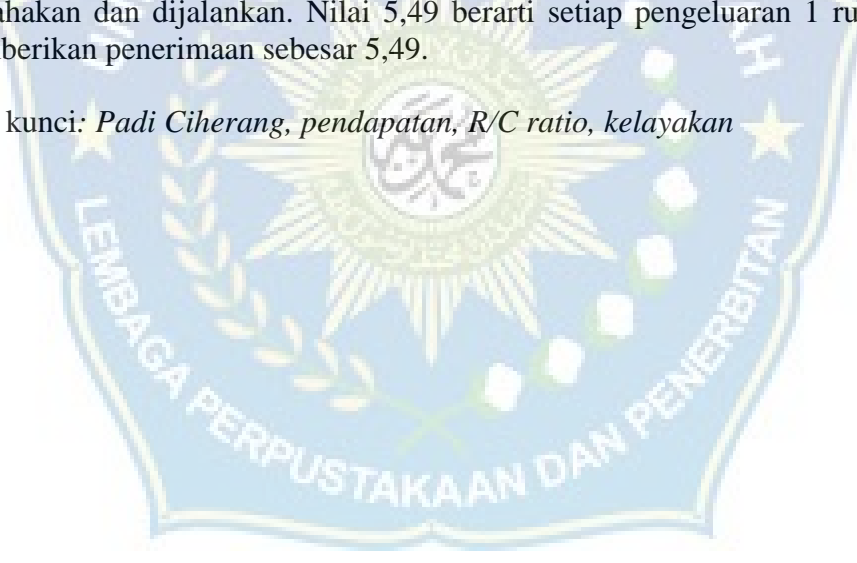 ahakan dan dijalankan. Nilai 5,49 berarti setiap pengeluaran 1 ru
berikan penerimaan sebesar 5,49.
kunci: Padi Ciherang, pendapatan, R/C ratio, kelayakan
LEMBAGA PERPUSTAKAAN DAN PENERBITAN